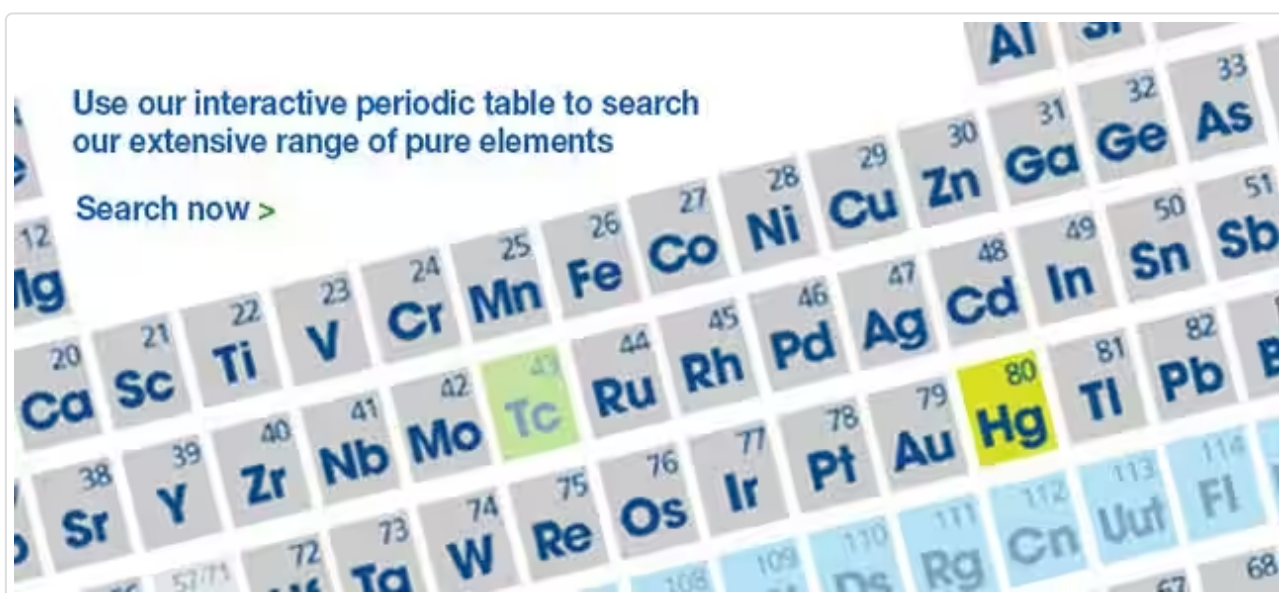 Use our interactive periodic table to search
our extensive range of pure elements
Search now >
Al
31 32 33
Ga Ge As
12
26 27 28 29 30
Fe Co Ni Cu Zn
20 21 22 23 24 25
Ca Sc Ti V Cr Mn
38 39 40 41 42 43 44 45 46 47 48 49 50 51
Sr Y Zr Nb Mo Tc Ru Rh Pd Ag Cd In Sn Sb
57/71 72 73 74 75 76 77 78 79 80 81 82
W Re Os Ir Pt Au Hg Tl Pb
108 109 110 111 112 113 114
Ds Rg Cn Uut Fl
67 68